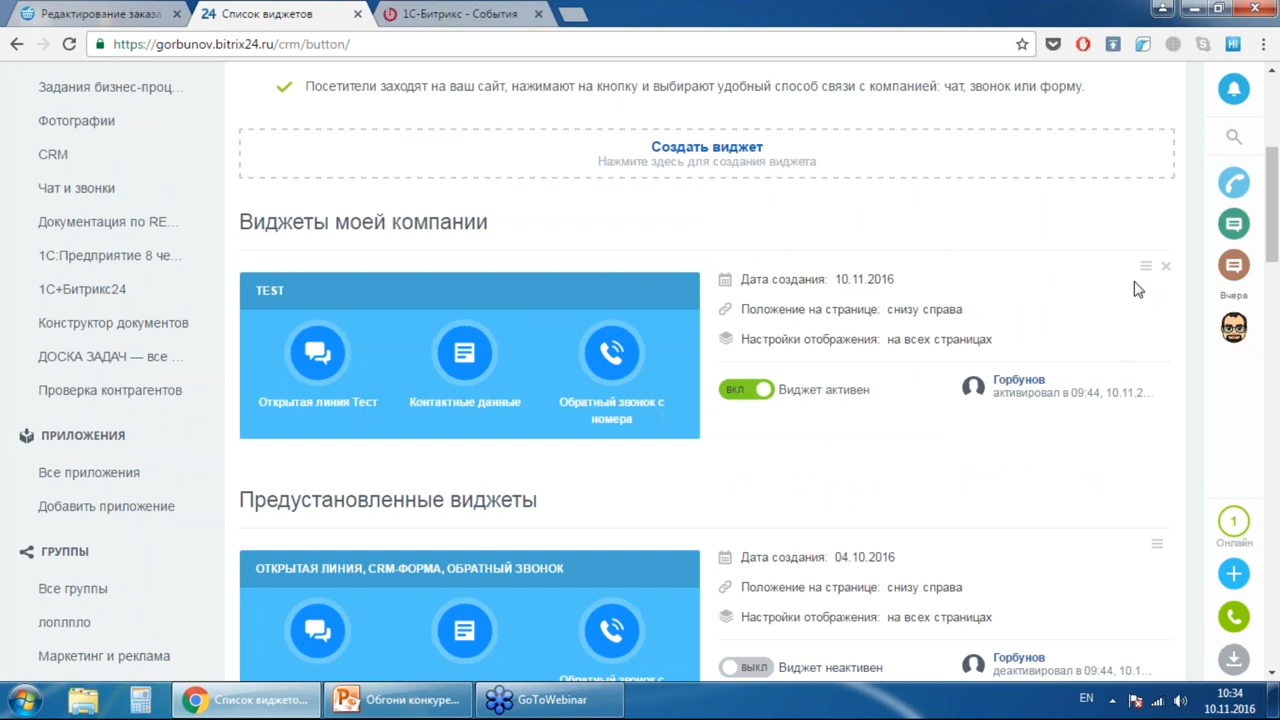 Редактирование заказа
24 Список виджетов
1С-Битрикс - События
https://gorbunov.bitrix24.ru/crm/button/
Hi
Задания бизнес-проц...
Фотографии
CRM
Чат и звонки
Документация по RE...
1С:Предприятие 8 че...
1С+Битрикс24
Конструктор документов
ДОСКА ЗАДАЧ — все ...
Проверка контрагентов
ПРИЛОЖЕНИЯ
Все приложения
Добавить приложение
ГРУППЫ
Все группы
лоплпло
Маркетинг и реклама
Посетители заходят на ваш сайт, нажимают на кнопку и выбирают удобный способ связи с компанией: чат, звонок или форму.
Создать виджет
Нажмите здесь для создания виджета
Виджеты моей компании
TEST
Открытая линия Тест
Контактные данные
Обратный звонок с
номера
Дата создания: 10.11.2016
Положение на странице: снизу справа
Настройки отображения: на всех страницах
ВКЛ Виджет активен
Горбунов
активировал в 09:44, 10.11.2...
Предустановленные виджеты
ОТКРЫТАЯ ЛИНИЯ, CRM-ФОРМА, ОБРАТНЫЙ ЗВОНОК
Обратный звонок с
Дата создания: 04.10.2016
Положение на странице: снизу справа
Настройки отображения: на всех страницах
ВЫКЛ Виджет неактивен
Горбунов
деактивировал в 09:44, 10.1...
Вчера
1
Онлайн
Список виджето...
Обгони конкуре...
GoToWebinar
EN
10:34
10.11.2016